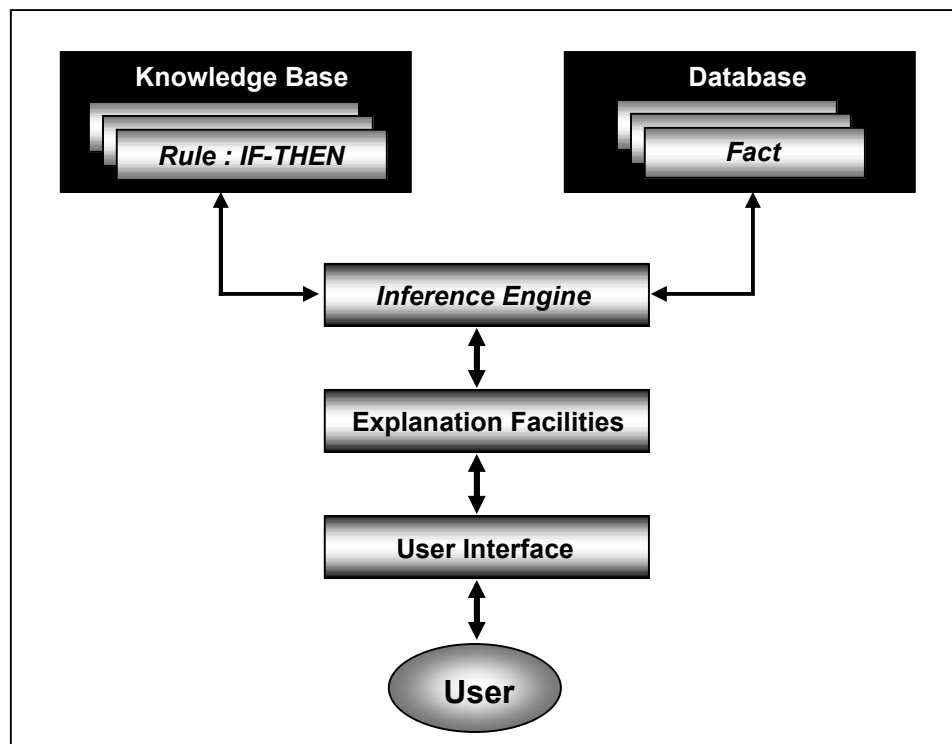 Knowledge Base
Rule : IF-THEN
Database
Fact
Inference Engine
Explanation Facilities
User Interface
User